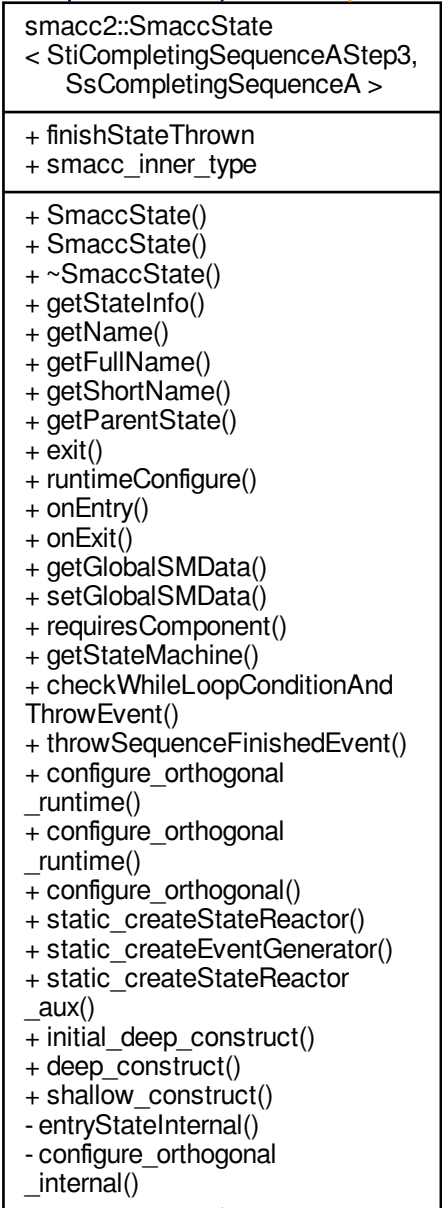 smacc2::SmaccState
< StiCompletingSequenceAStep3,
SsCompletingSequenceA >
+ finishStateThrown
+ smacc_inner_type
+ SmaccState()
+ SmaccState()
+ ~SmaccState()
+ getStateInfo()
+ getName()
+ getFullName()
+ getShortName()
+ getParentState()
+ exit()
+ runtimeConfigure()
+ onEntry()
+ onExit()
+ getGlobalSMData()
+ setGlobalSMData()
+ requiresComponent()
+ getStateMachine()
+ checkWhileLoopConditionAnd
ThrowEvent()
+ throwSequenceFinishedEvent()
+ configure_orthogonal
_runtime()
+ configure_orthogonal
_runtime()
+ configure_orthogonal()
+ static_createStateReactor()
+ static_createEventGenerator()
+ static_createStateReactor
_aux()
+ initial_deep_construct()
+ deep_construct()
+ shallow_construct()
- entryStateInternal()
- configure_orthogonal
_internal()